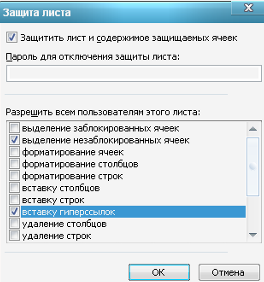 Защита листа
Защитить лист и содержимое защищаемых ячеек
Пароль для отключения защиты листа:
Разрешить всем пользователям этого листа:
выделение заблокированных ячеек
выделение незаблокированных ячеек
форматирование ячеек
форматирование столбцов
форматирование строк
вставку столбцов
вставку строк
вставку гиперссылок
удаление столбцов
удаление строк
ОК
Отмена